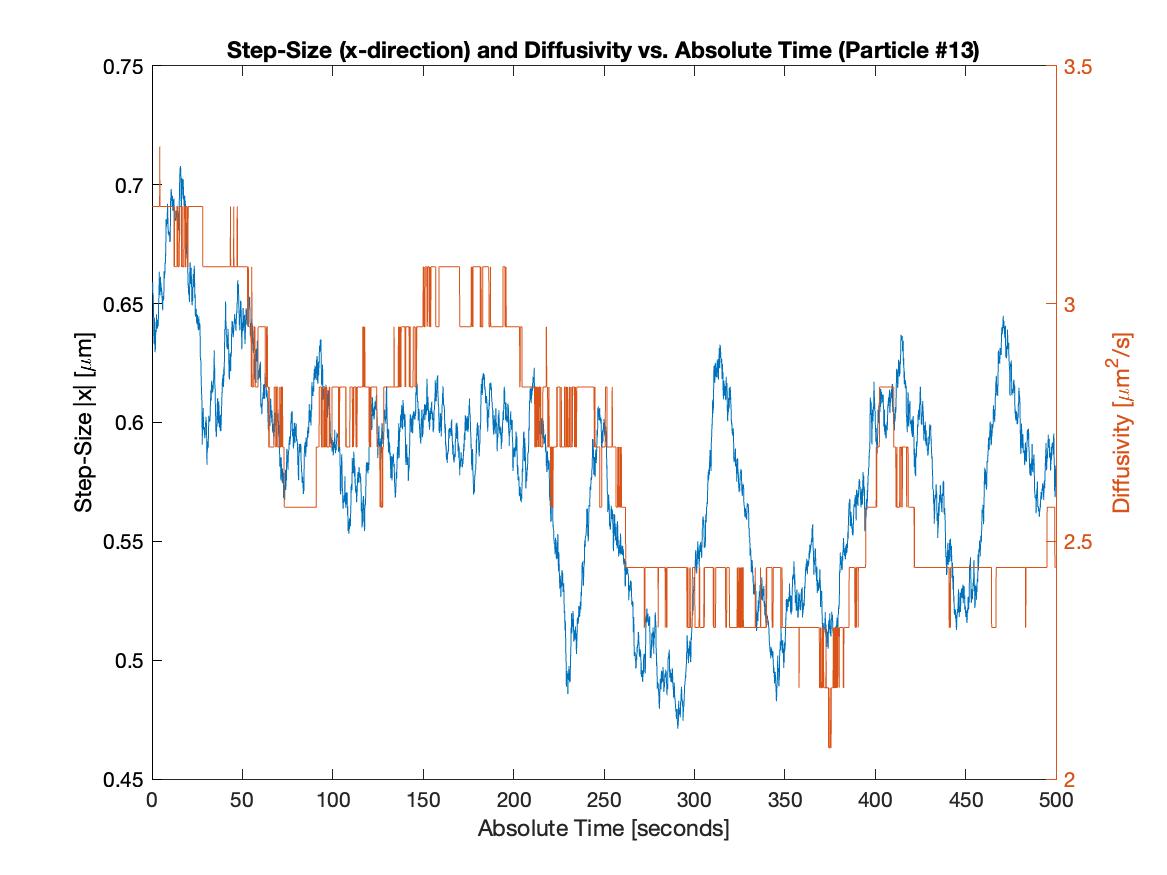 Step-Size (x-direction) and Diffusivity vs. Absolute Time (Particle #13)
0.75
0.7
0.65
0.6
0.55
0.5
0.45
Step-Size |x| [μm]
3.5
3
2.5
2
Diffusivity [μm²/s]
0 50 100 150 200 250 300 350 400 450 500
Absolute Time [seconds]